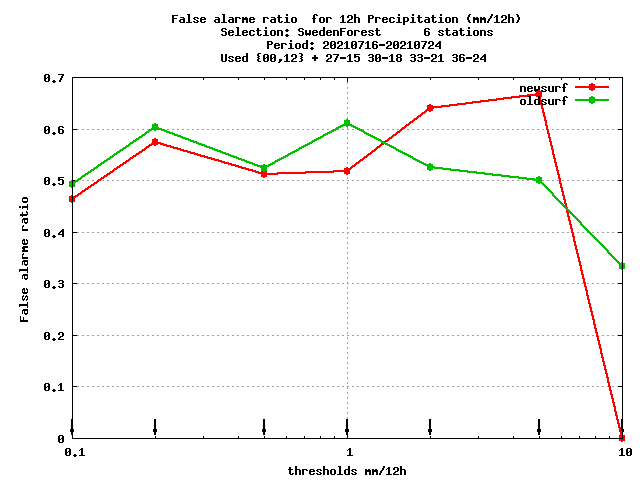 False alarme ratio  for 12h Precipitation (mm/12h)
Selection: SwedenForest      6 stations
Period: 20210716-20210724
Used {00,12} + 27-15 30-18 33-21 36-24
newsurf
oldsurf
0.7
0.6
0.5
0.4
0.3
0.2
0.1
0
False alarme ratio
0.1
1
10
thresholds mm/12h